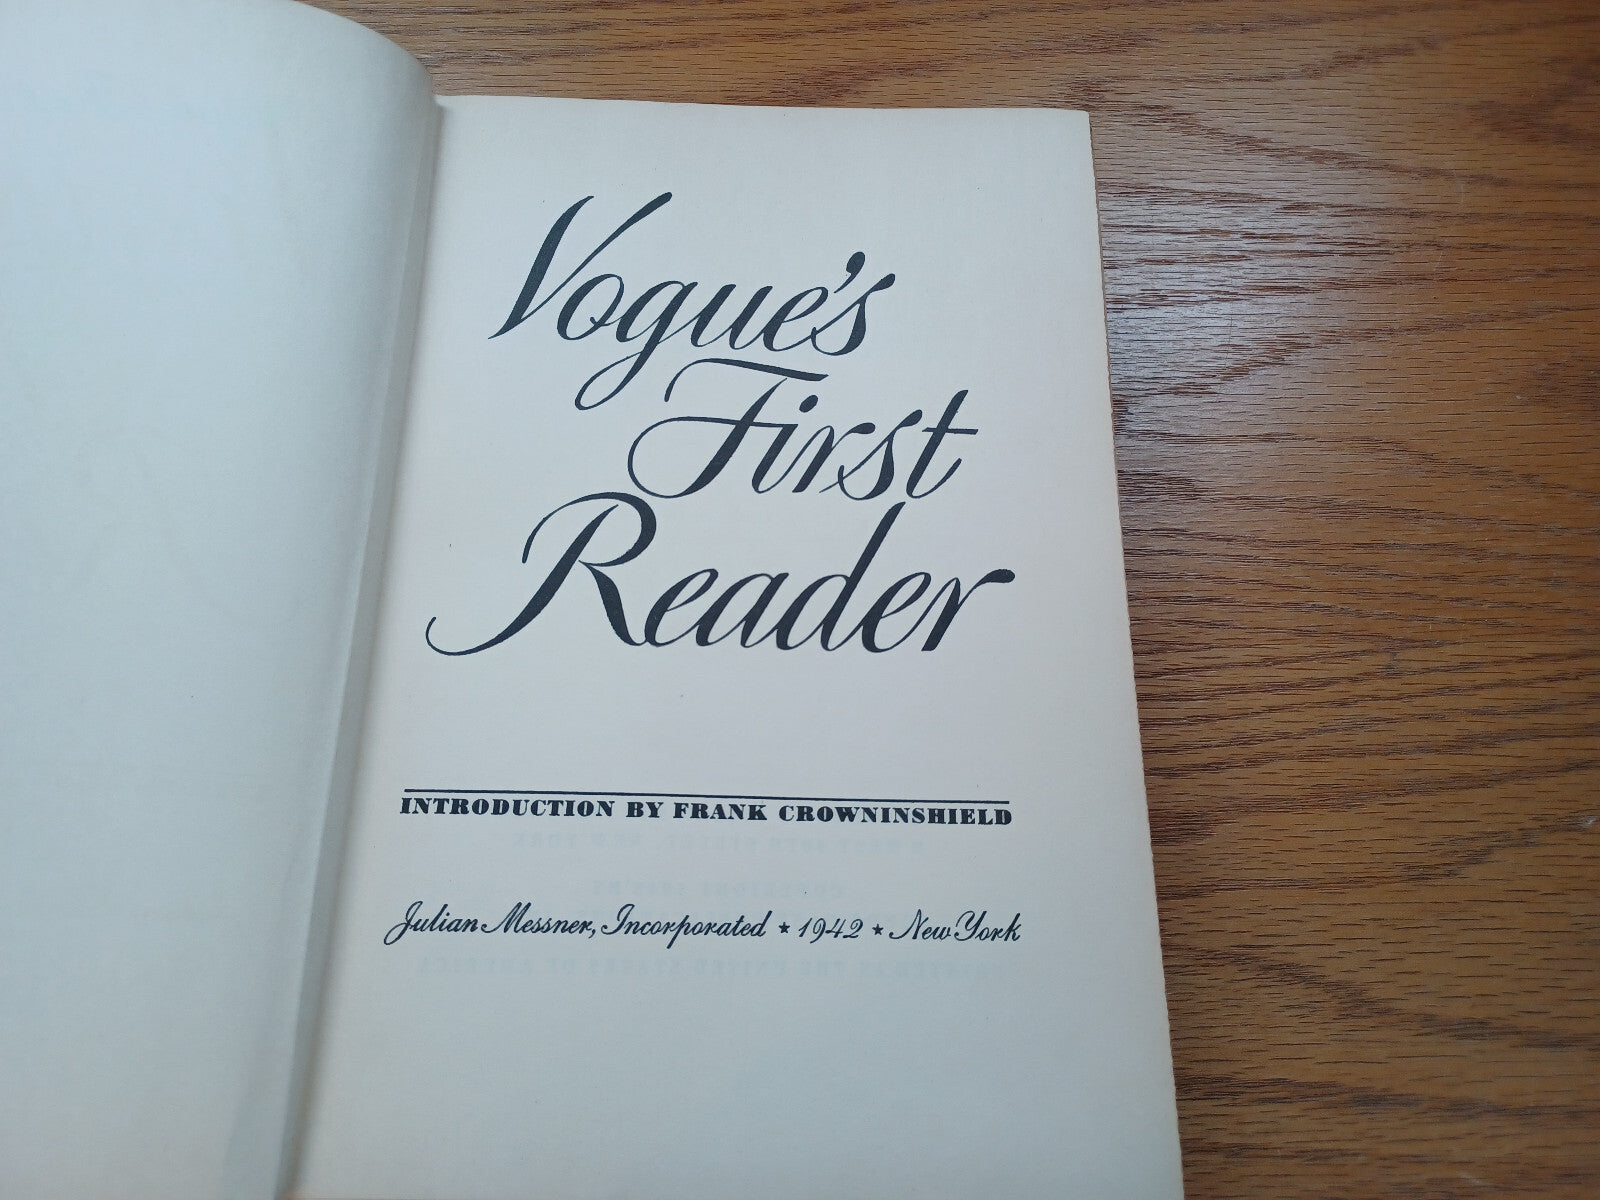 Vogue's
First
Reader
INTRODUCTION BY FRANK CROWNINSHIELD
Julian Messner, Incorporated ★ 1942 ★ New York